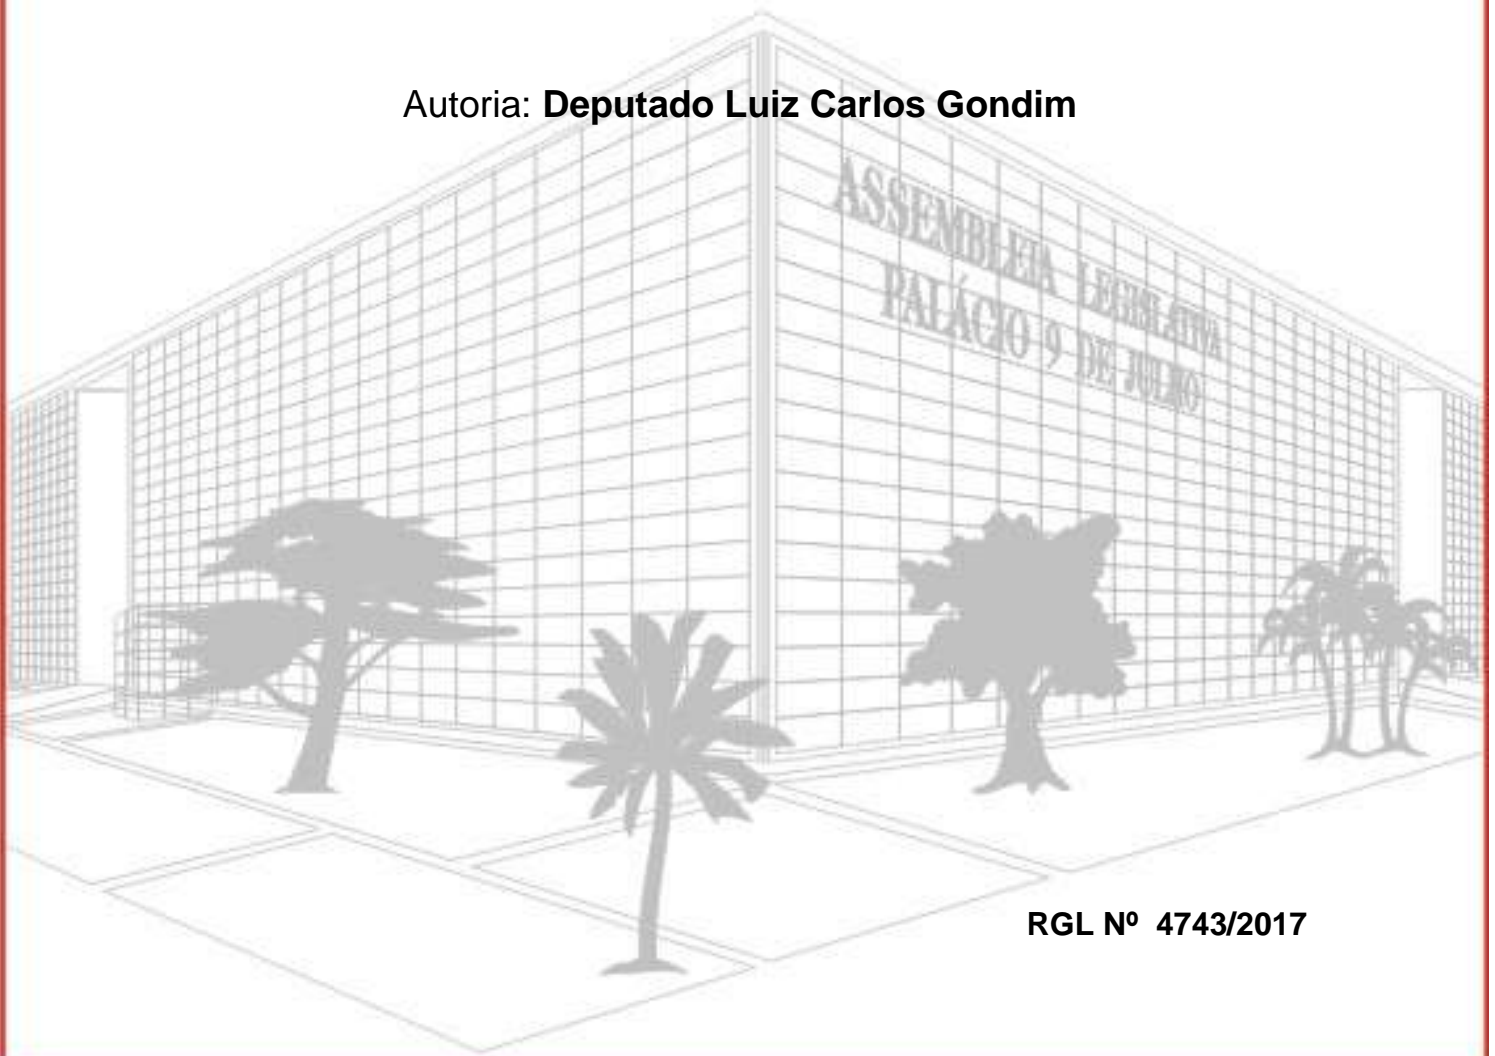 Autoria: Deputado Luiz Carlos Gondim
ASSEMBLEIA LEGISLATIVA
PALÁCIO 9 DE JULHO
RGL Nº 4743/2017